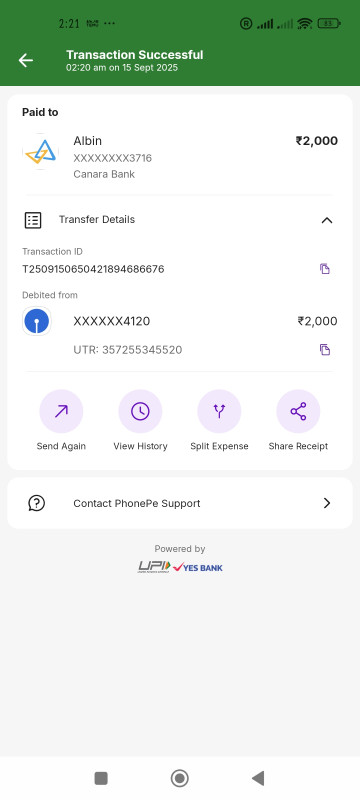 2:21
Transaction Successful
02:20 am on 15 Sept 2025
Paid to
Albin ₹2,000
XXXXXXXX3716
Canara Bank
Transfer Details
Transaction ID
T2509150650421894686676
Debited from
XXXXXX4120 ₹2,000
UTR: 357255345520
Send Again View History Split Expense Share Receipt
Contact PhonePe Support
Powered by
UPI YES BANK